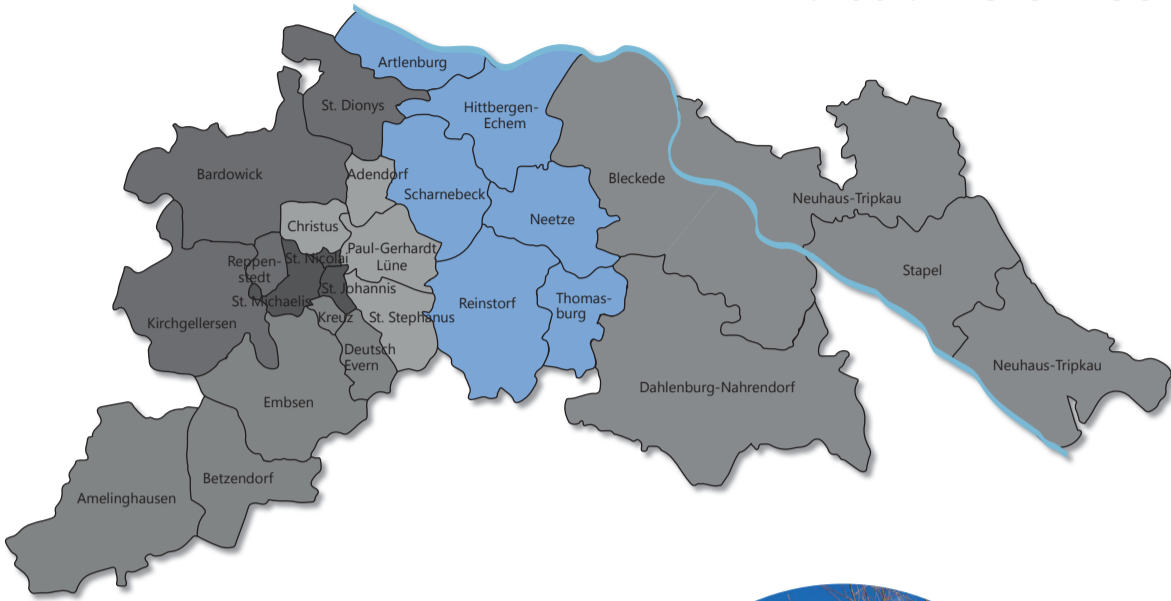 Artlenburg
St. Dionys
Hittbergen-
Echem
Bardowick
Adendorf
Scharnebeck
Bleckede
Neuhaus-Tripkau
Christus
Neetze
Paul-Gerhardt
Lüne
St. Nicolai
Reppen-
stedt
Stapel
St. Johannis
St. Michaelis
Reinstorf
Thomas-
burg
Kirchgellersen
Kreuz
St. Stephanus
Deutsch
Evern
Neuhaus-Tripkau
Dahlenburg-Nahrendorf
Embsen
Betzendorf
Amelinghausen